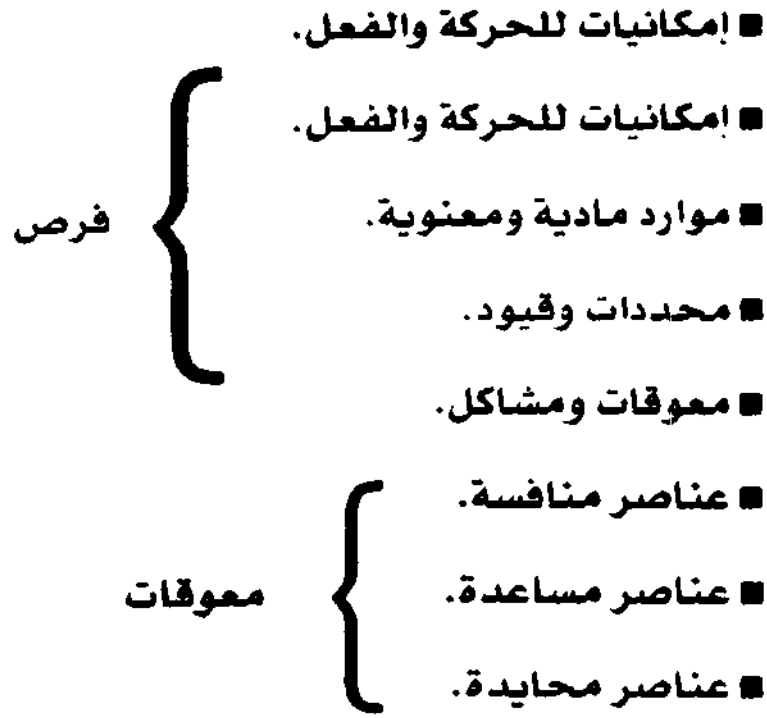 ■ إمكانيات للحركة والفعل.
■ إمكانيات للحركة والفعل.
■ موارد مادية ومعنوية.
فرص
■ محددات وقيود.
■ معوقات ومشاكل.
■ عناصر منافسة.
■ عناصر مساعدة.
معوقات
■ عناصر محايدة.